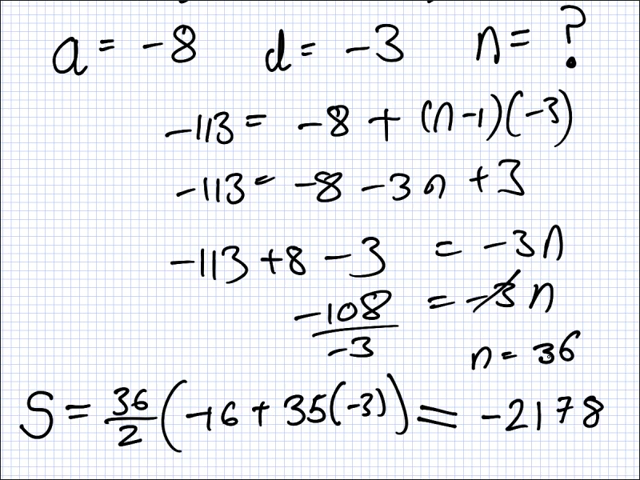 a = -8 d = -3 n = ?
-113 = -8 + (n-1)(-3)
-113 = -8 - 3n + 3
-113 + 8 - 3 = -3n
-108/-3 = -3n
n = 36
S = 36/2 (-16 + 35(-3)) = -2178